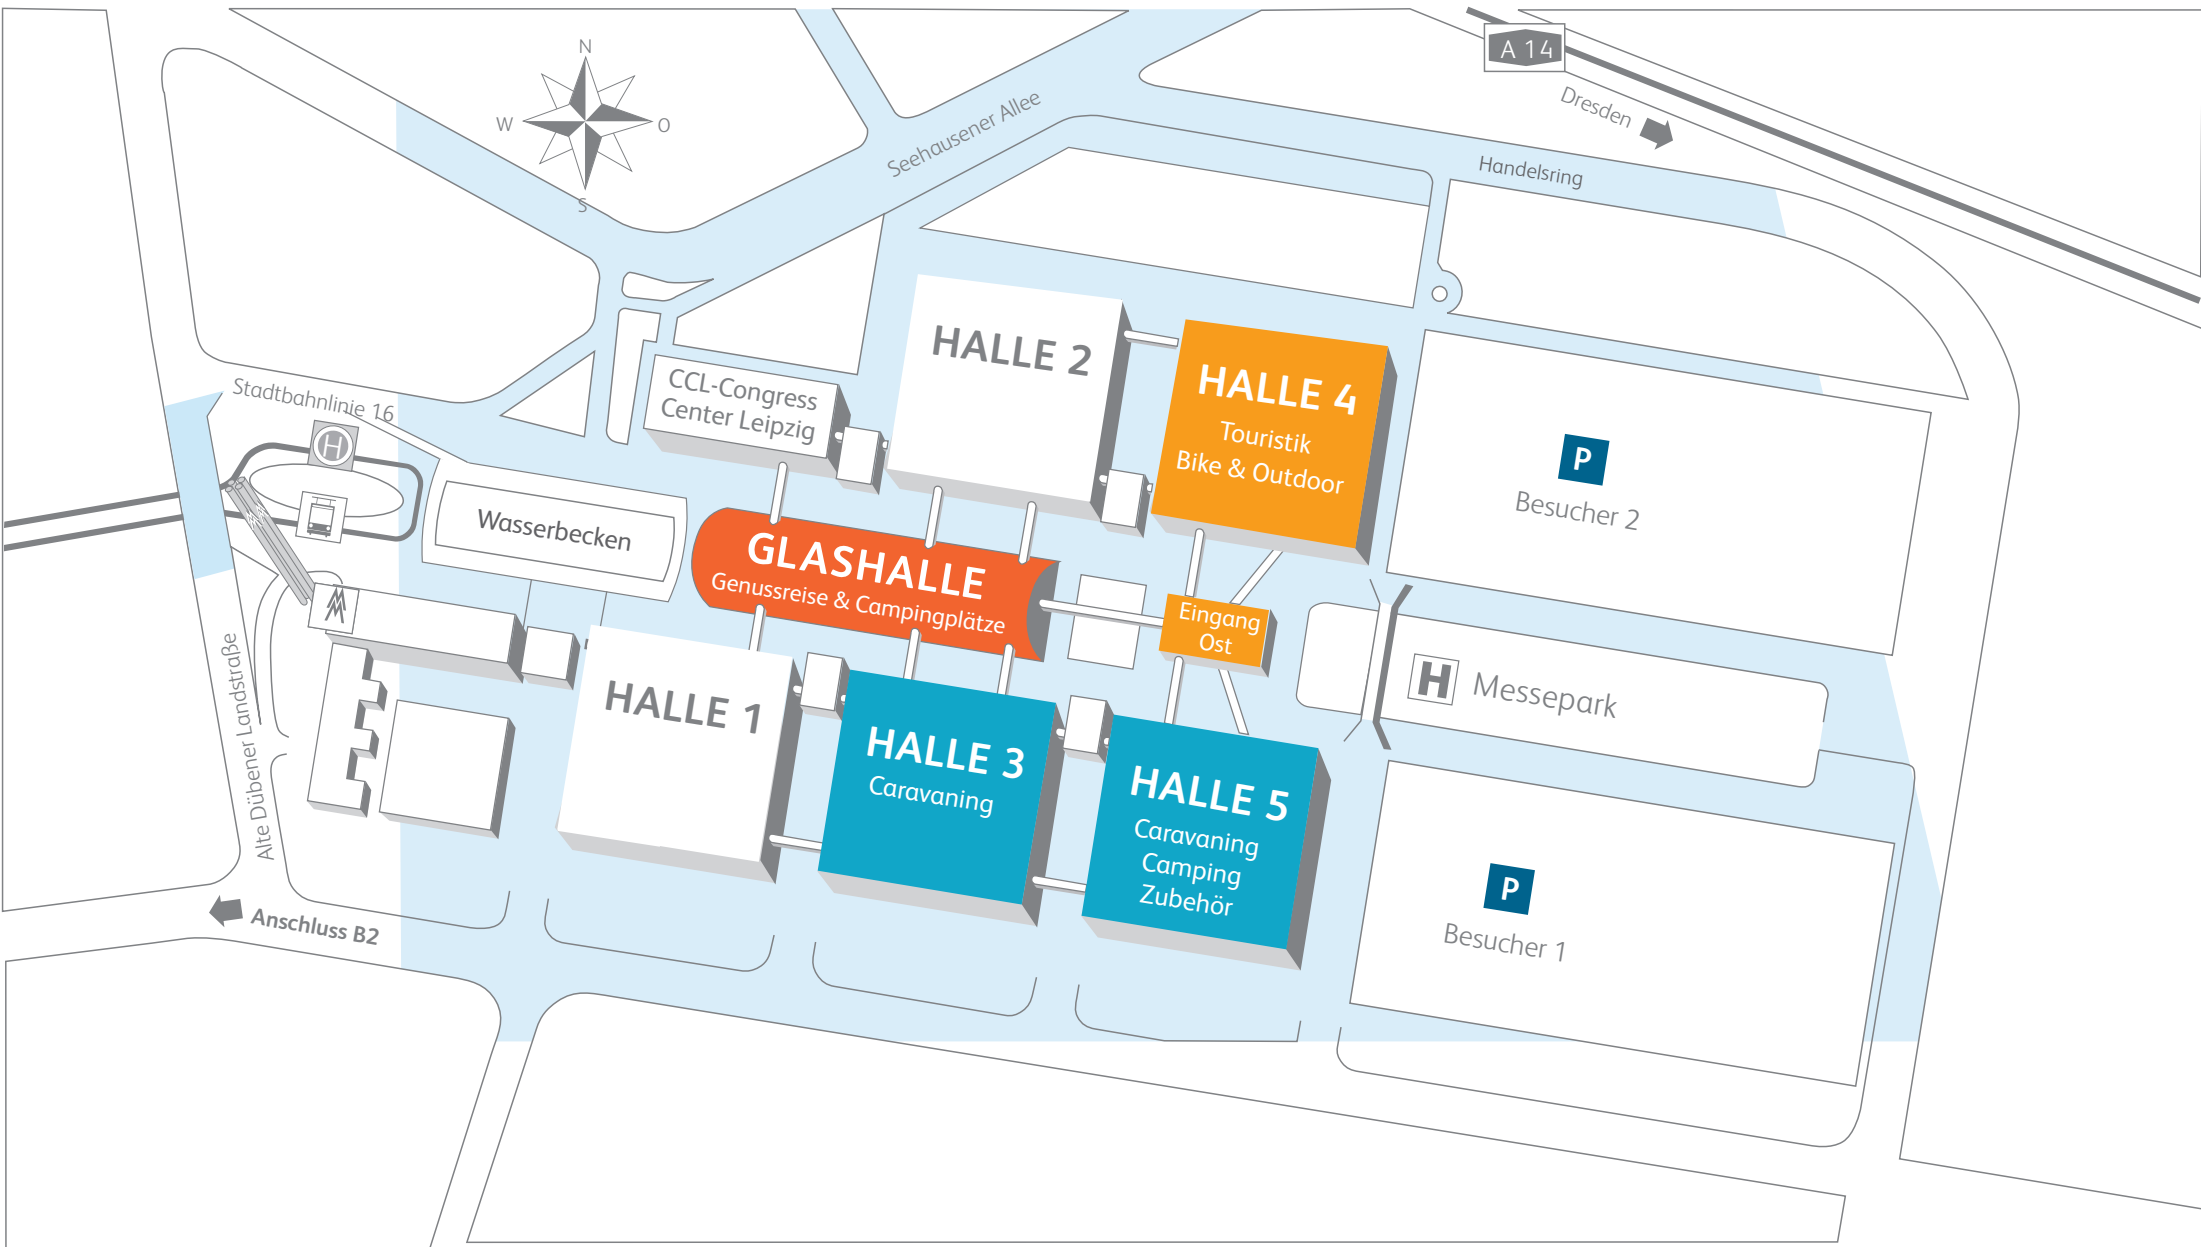 N
W
O
S
A 14
Dresden
Seehausener Allee
Handelsring
HALLE 2
HALLE 4
Touristik
Bike & Outdoor
CCL-Congress
Center Leipzig
Stadtbahnlinie 16
H
Wasserbecken
GLASHALLE
Genussreise & Campingplätze
Eingang
Ost
P
Besucher 2
H
Messepark
HALLE 1
HALLE 3
Caravaning
HALLE 5
Caravaning
Camping
Zubehör
P
Besucher 1
Alte Dübener Landstraße
Anschluss B2